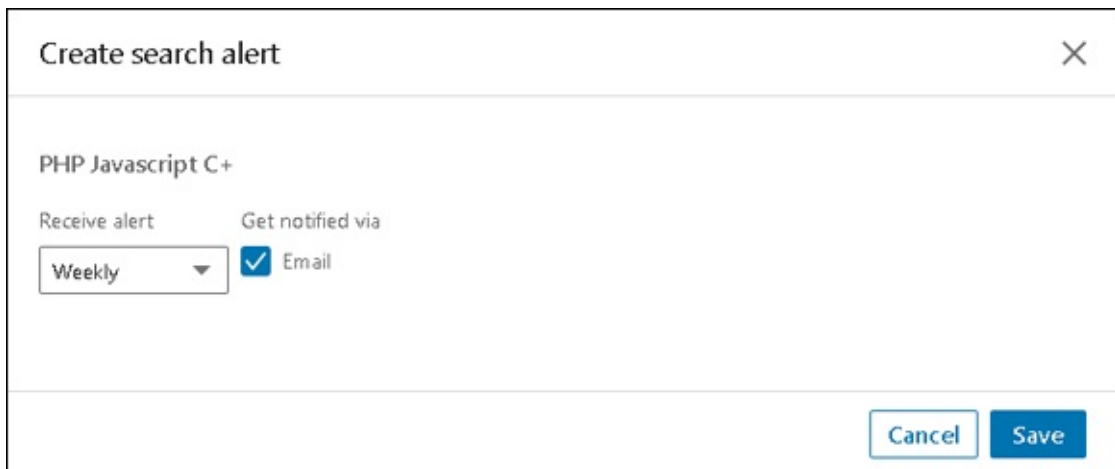 Create search alert
PHP Javascript C+
Receive alert Get notified via
Weekly Email
Cancel Save